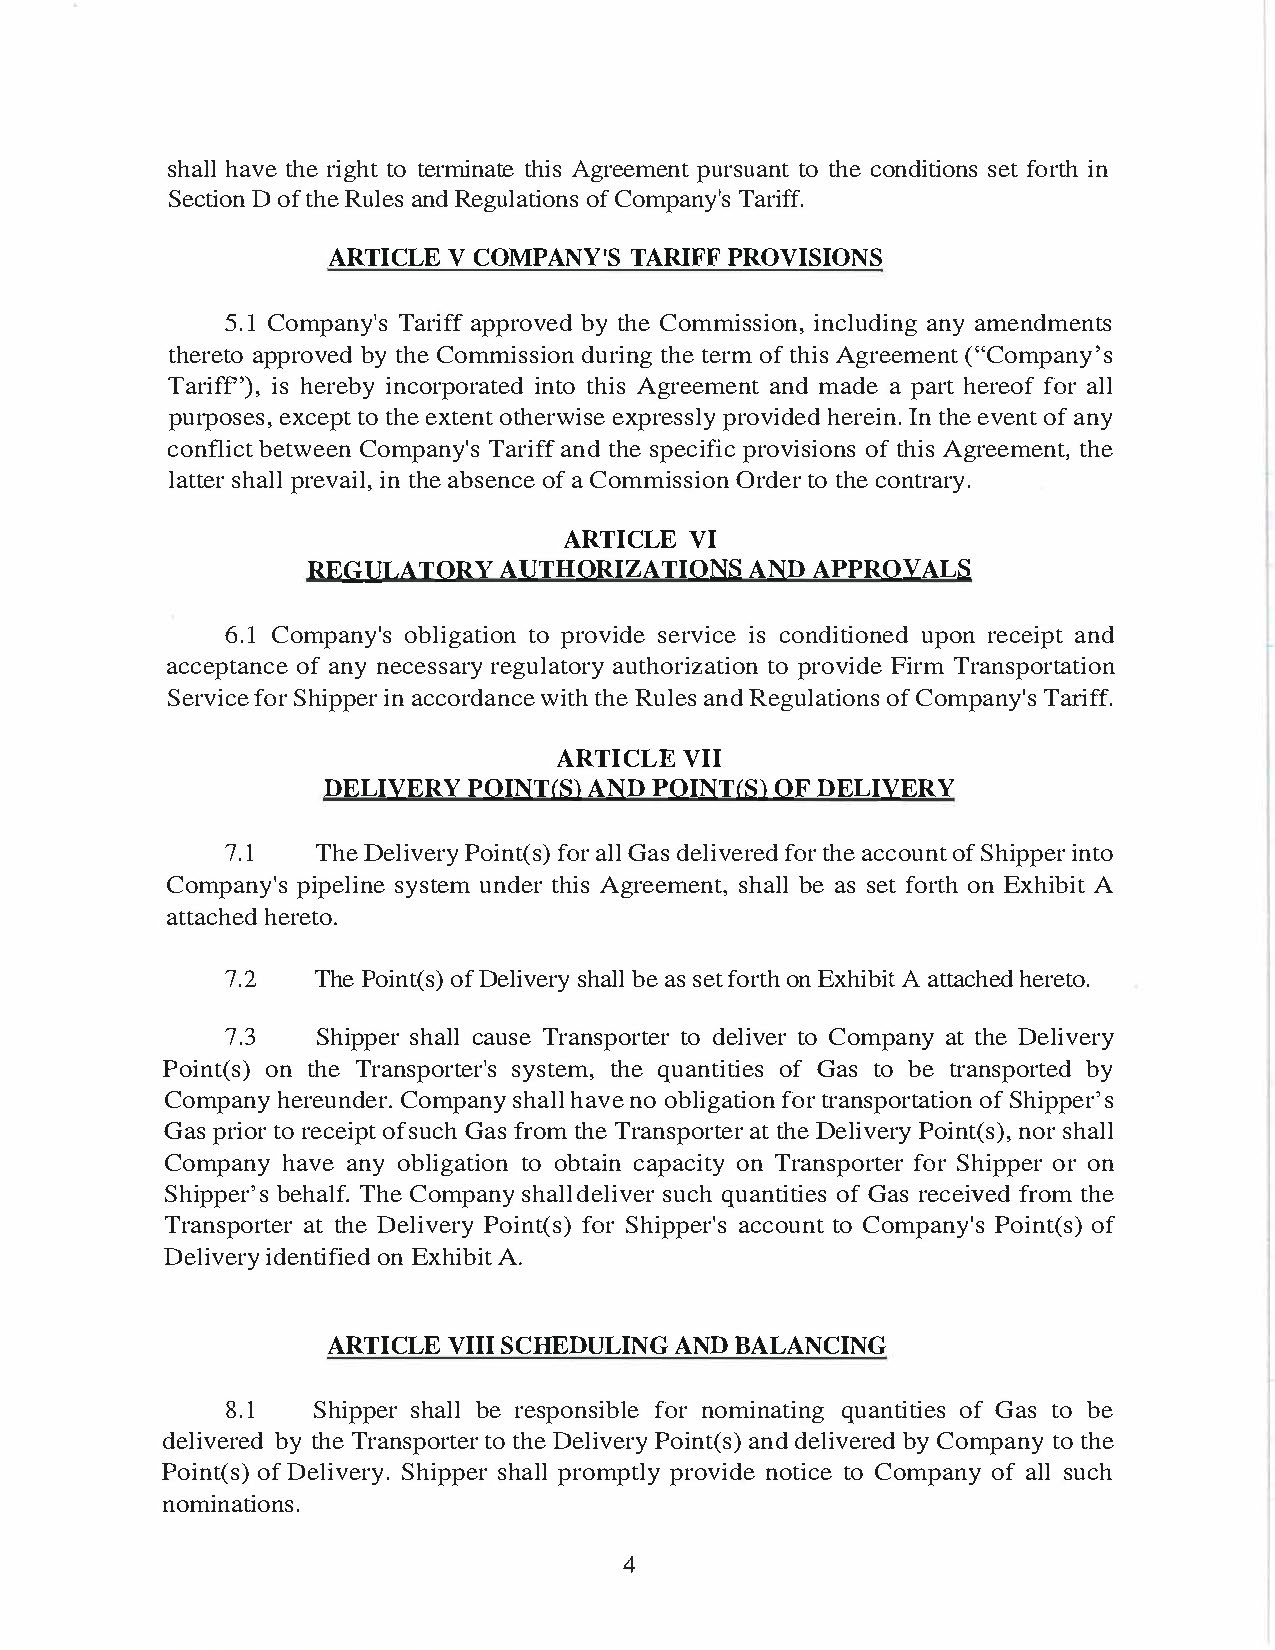 shall have the right to terminate this Agreement pursuant to the conditions set forth in
Section D of the Rules and Regulations of Company's Tariff.
ARTICLE V COMPANY'S TARIFF PROVISIONS
5.1 Company's Tariff approved by the Commission, including any amendments
thereto approved by the Commission during the term of this Agreement (“Company’s
Tariff”), is hereby incorporated into this Agreement and made a part hereof for all
purposes, except to the extent otherwise expressly provided herein. In the event of any
conflict between Company's Tariff and the specific provisions of this Agreement, the
latter shall prevail, in the absence of a Commission Order to the contrary.
ARTICLE VI
REGULATORY AUTHORIZATIONS AND APPROVALS
6.1 Company's obligation to provide service is conditioned upon receipt and
acceptance of any necessary regulatory authorization to provide Firm Transportation
Service for Shipper in accordance with the Rules and Regulations of Company's Tariff.
ARTICLE VII
DELIVERY POINT(S) AND POINT(S) OF DELIVERY
7.1 The Delivery Point(s) for all Gas delivered for the account of Shipper into
Company's pipeline system under this Agreement, shall be as set forth on Exhibit A
attached hereto.
7.2 The Point(s) of Delivery shall be as set forth on Exhibit A attached hereto.
7.3 Shipper shall cause Transporter to deliver to Company at the Delivery
Point(s) on the Transporter's system, the quantities of Gas to be transported by
Company hereunder. Company shall have no obligation for transportation of Shipper’s
Gas prior to receipt of such Gas from the Transporter at the Delivery Point(s), nor shall
Company have any obligation to obtain capacity on Transporter for Shipper or on
Shipper’s behalf. The Company shall deliver such quantities of Gas received from the
Transporter at the Delivery Point(s) for Shipper's account to Company's Point(s) of
Delivery identified on Exhibit A.
ARTICLE VIII SCHEDULING AND BALANCING
8.1 Shipper shall be responsible for nominating quantities of Gas to be
delivered by the Transporter to the Delivery Point(s) and delivered by Company to the
Point(s) of Delivery. Shipper shall promptly provide notice to Company of all such
nominations.
4